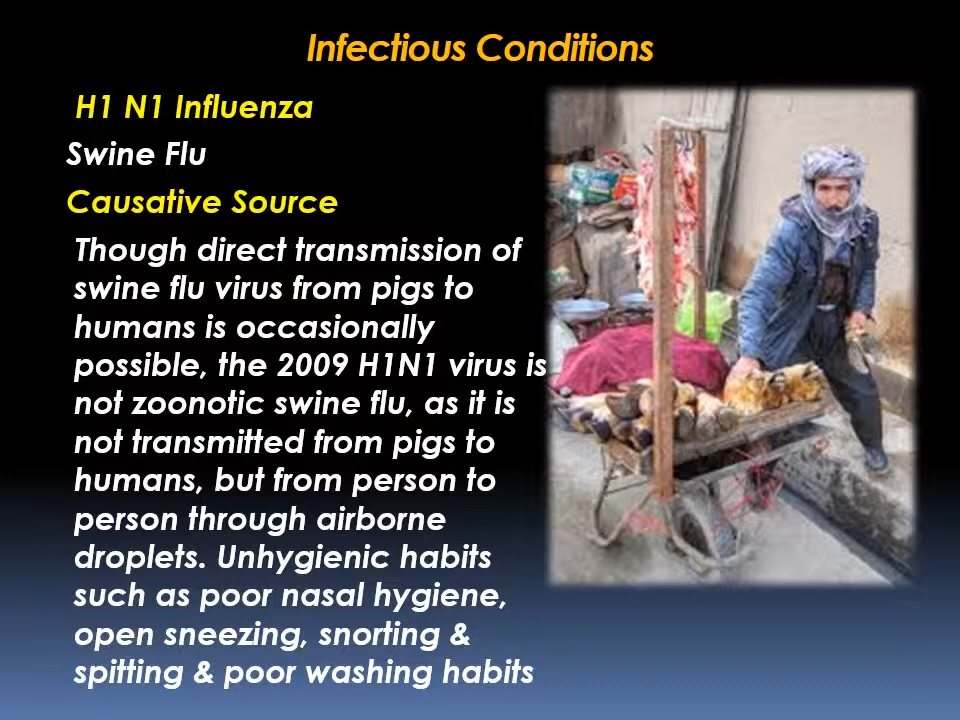 Infectious Conditions
H1 N1 Influenza
Swine Flu
Causative Source
Though direct transmission of
swine flu virus from pigs to
humans is occasionally
possible, the 2009 H1N1 virus is
not zoonotic swine flu, as it is
not transmitted from pigs to
humans, but from person to
person through airborne
droplets. Unhygienic habits
such as poor nasal hygiene,
open sneezing, snorting &
spitting & poor washing habits